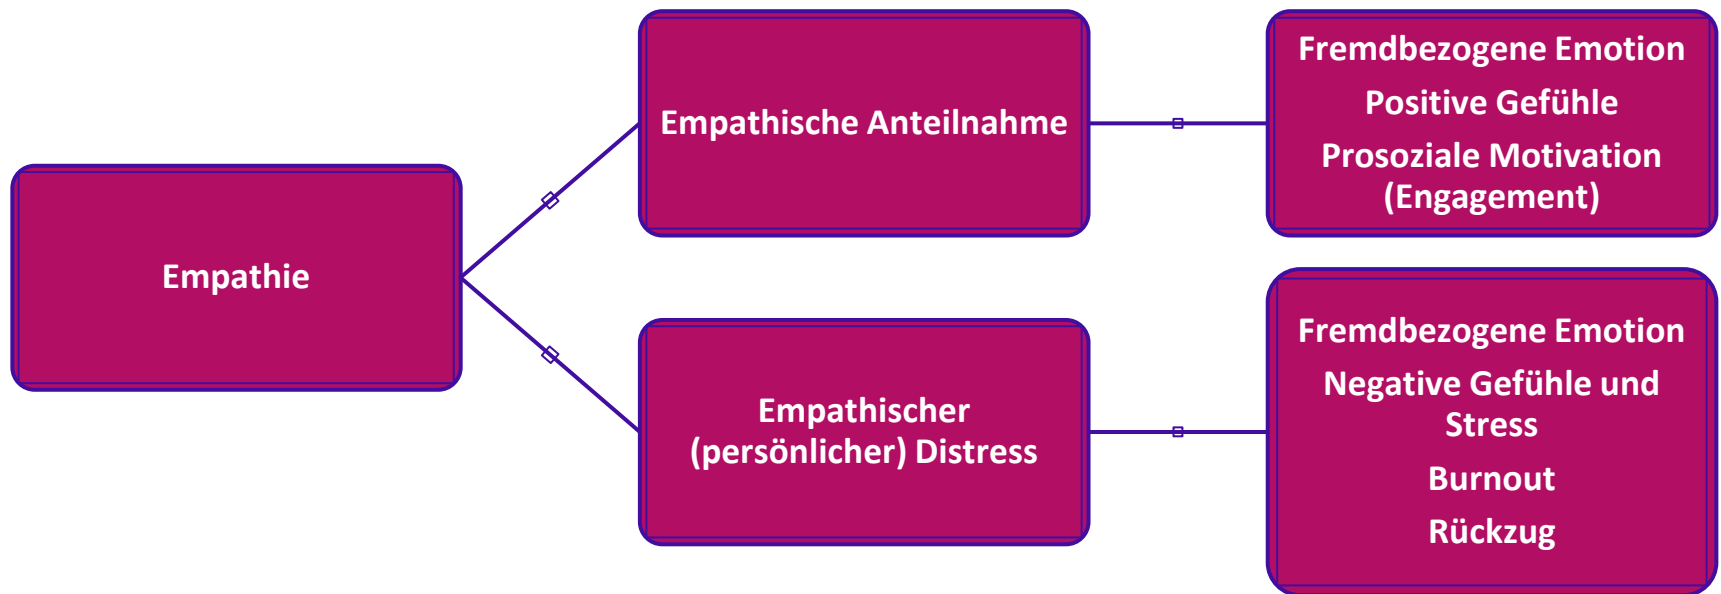 Empathie
Empathische Anteilnahme
Fremdbezogene Emotion
Positive Gefühle
Prosoziale Motivation
(Engagement)
Empathischer
(persönlicher) Distress
Fremdbezogene Emotion
Negative Gefühle und
Stress
Burnout
Rückzug